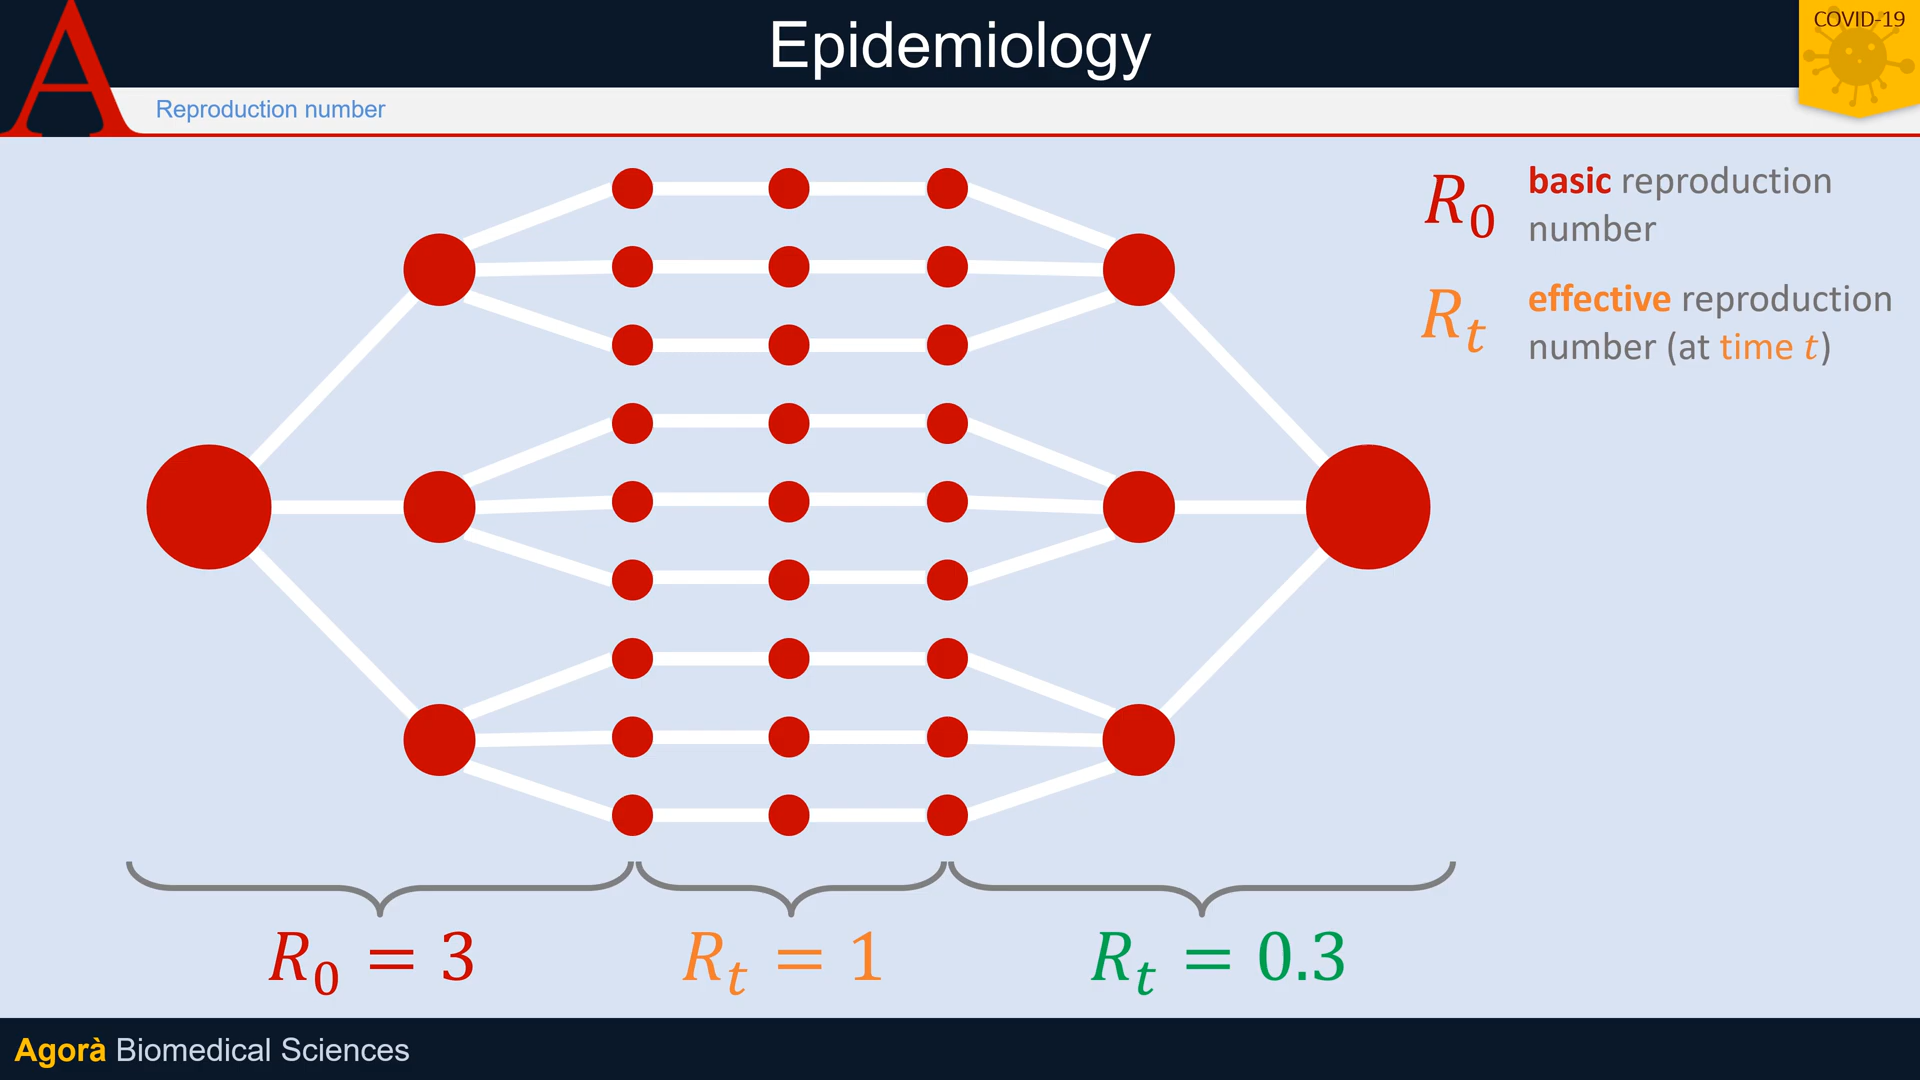 Epidemiology
COVID-19
A
Reproduction number
R₀ basic reproduction
number
Rₜ effective reproduction
number (at time t)
R₀ = 3
Rₜ = 1
Rₜ = 0.3
Agorà Biomedical Sciences